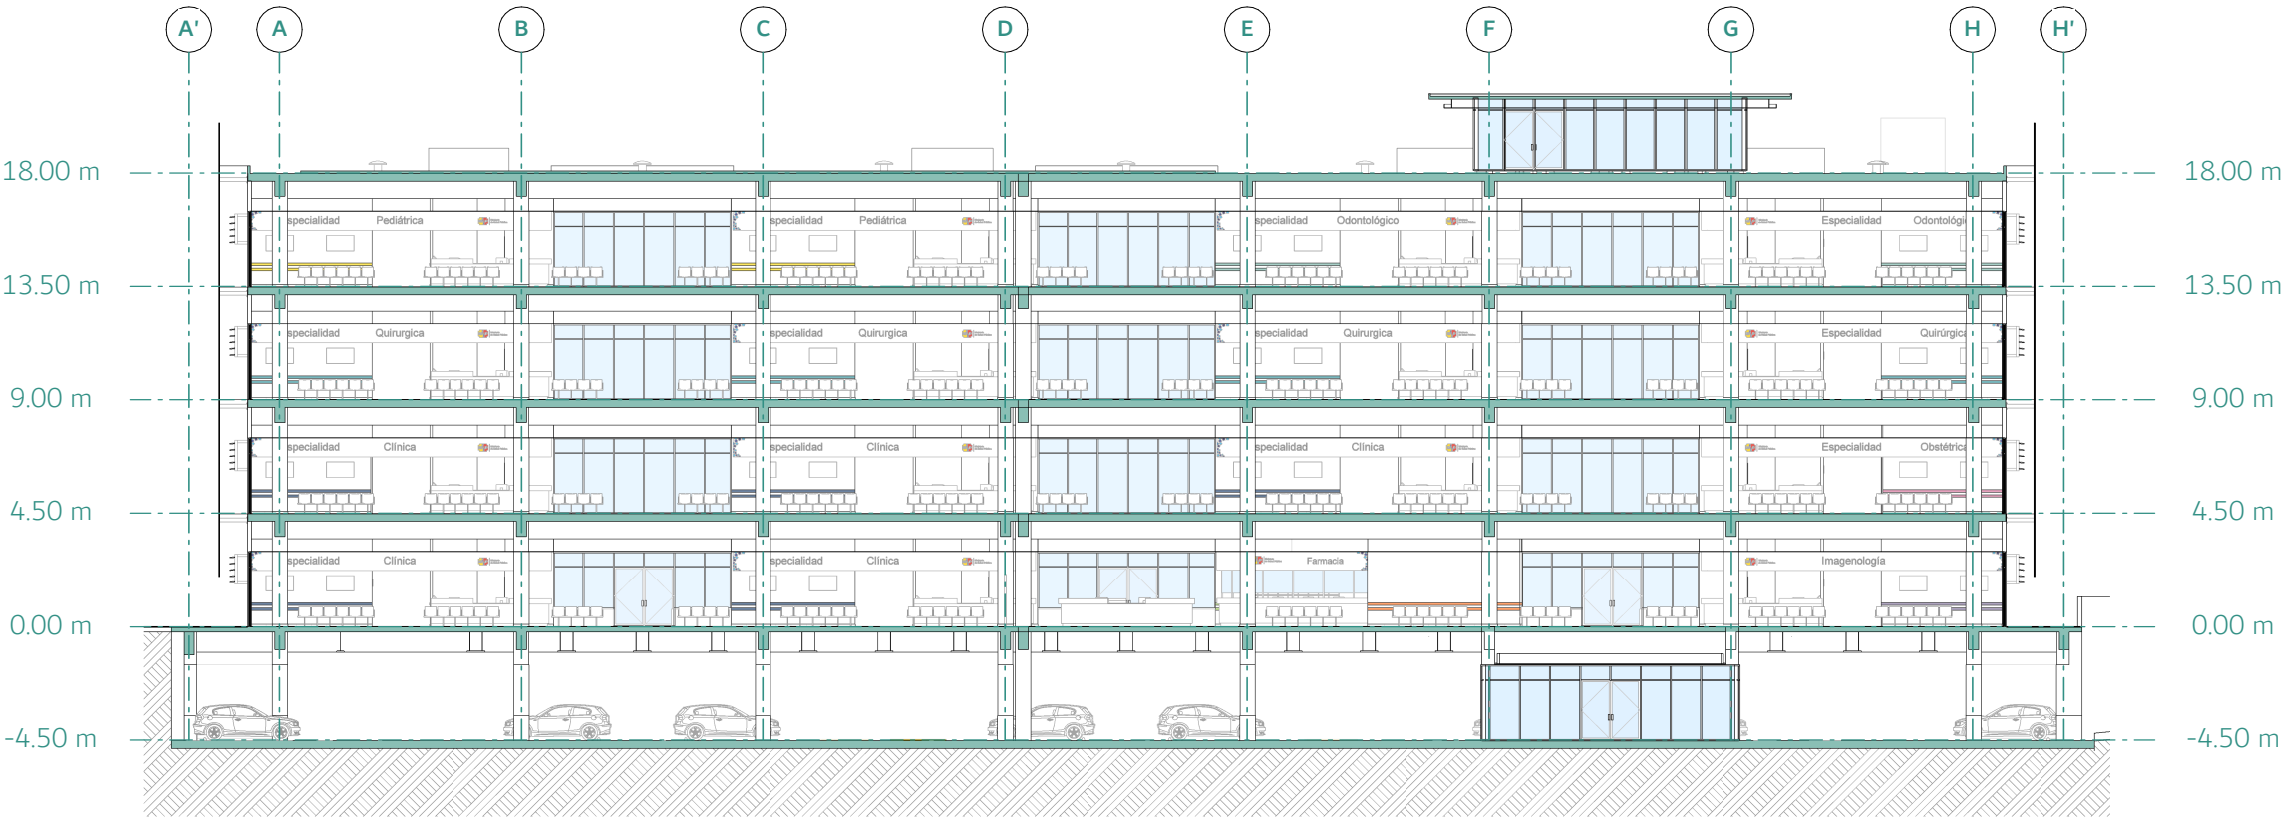 A' A B C D E F G H H'
18.00 m 18.00 m
specialidad Pediátrica specialidad Pediátrica specialidad Odontológico Especialidad Odontológi
13.50 m 13.50 m
specialidad Quirurgica specialidad Quirurgica specialidad Quirurgica Especialidad Quirúrgica
9.00 m 9.00 m
specialidad Clínica specialidad Clínica specialidad Clínica Especialidad Obstétrica
4.50 m 4.50 m
specialidad Clínica specialidad Clínica Farmacia Imagenología
0.00 m 0.00 m
-4.50 m -4.50 m